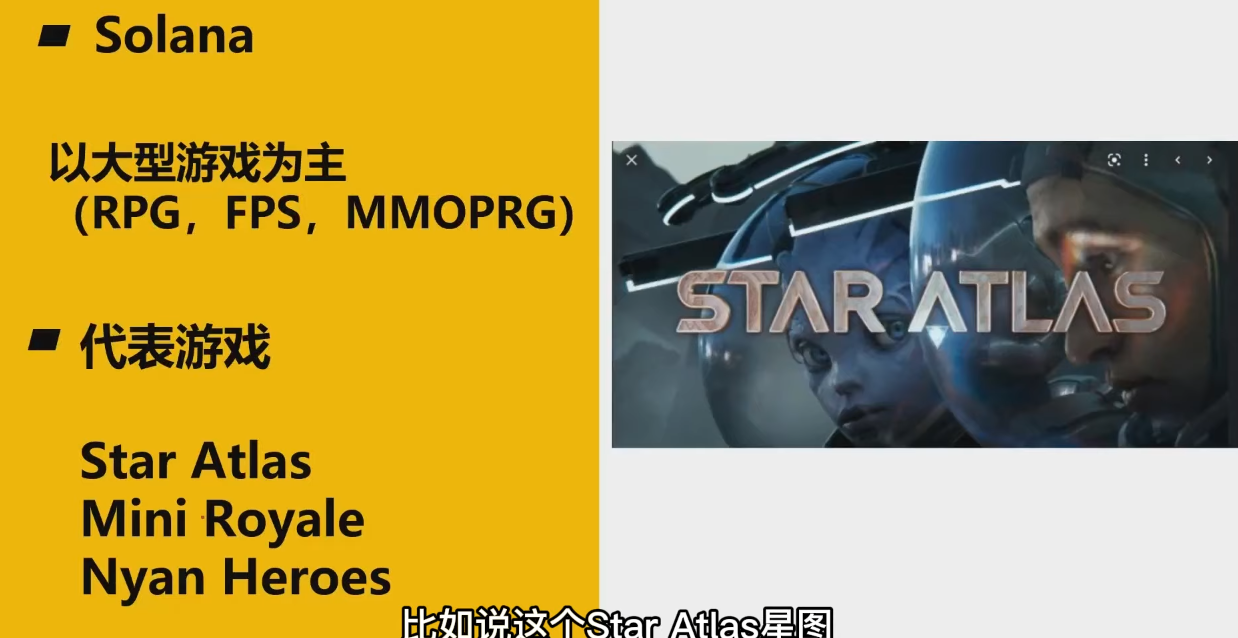 Solana
以大型游戏为主
（RPG，FPS，MMOPRG）
代表游戏
Star Atlas
Mini Royale
Nyan Heroes
STAR ATLAS
比如说这个Star Atlas星图